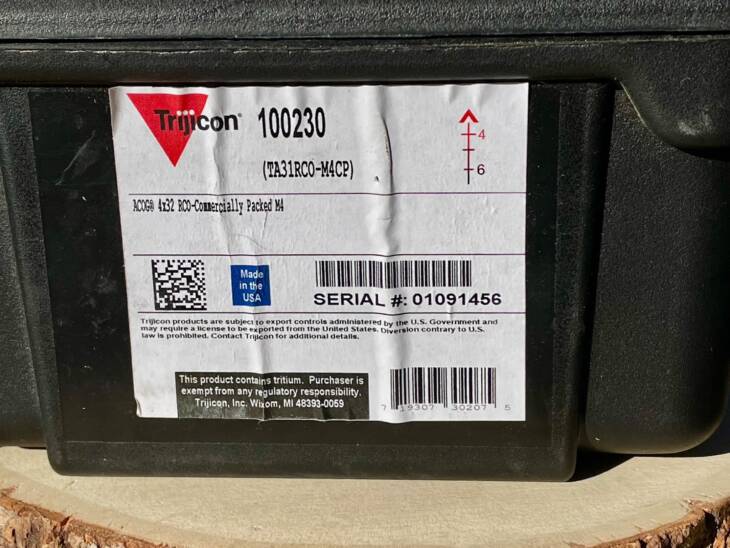 Trijicon® 100230
(TA31RCO-M4CP)
4
6
ACOG® 4x32 RCO-Commercially Packed M4
Made
in the
USA
SERIAL #: 01091456
Trijicon products are subject to export controls administered by the U.S. Government and
may require a license to be exported from the United States. Diversion contrary to U.S.
law is prohibited. Contact Trijicon for additional details.
This product contains tritium. Purchaser is
exempt from any regulatory responsibility.
Trijicon, Inc. Wixom, MI 48393-0059
7 19307 30207 5